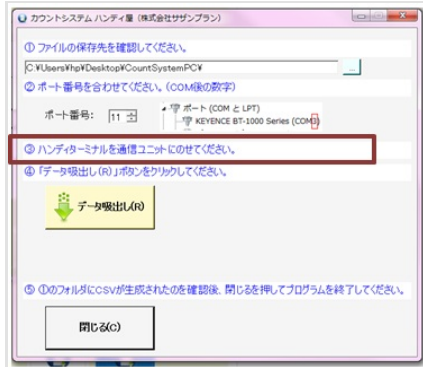 カウントシステム ハンディ屋 (株式会社サザンプラン)
① ファイルの保存先を確認してください。
C:¥Users¥hp¥Desktop¥CountSystemPC¥
...
② ポート番号を合わせてください。(COM後の数字)
ポート番号: 11
ポート (COM と LPT)
KEYENCE BT-1000 Series (COM3)
③ ハンディターミナルを通信ユニットにのせてください。
④ 「データ吸出し(R)」ボタンをクリックしてください。
データ吸出し(R)
⑤ ①のフォルダにCSVが生成されたのを確認後、閉じるを押してプログラムを終了してください。
閉じる(C)